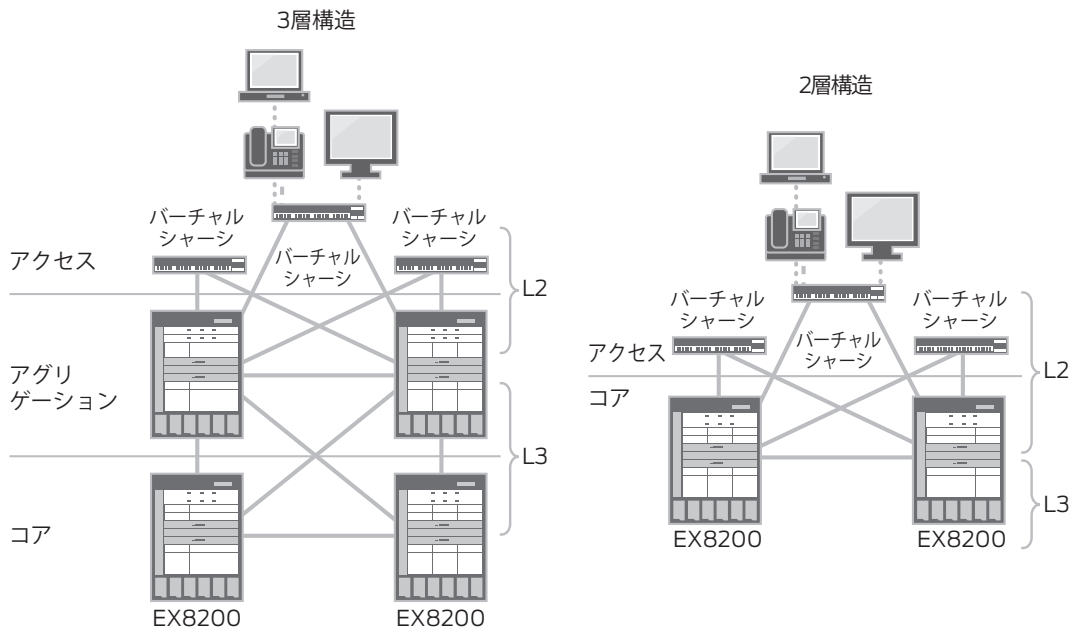 3層構造
バーチャル
シャーシ
バーチャル
シャーシ
バーチャル
シャーシ
アクセス
L2
アグリ
ゲーション
L3
コア
EX8200
EX8200
2層構造
バーチャル
シャーシ
バーチャル
シャーシ
バーチャル
シャーシ
アクセス
L2
コア
L3
EX8200
EX8200